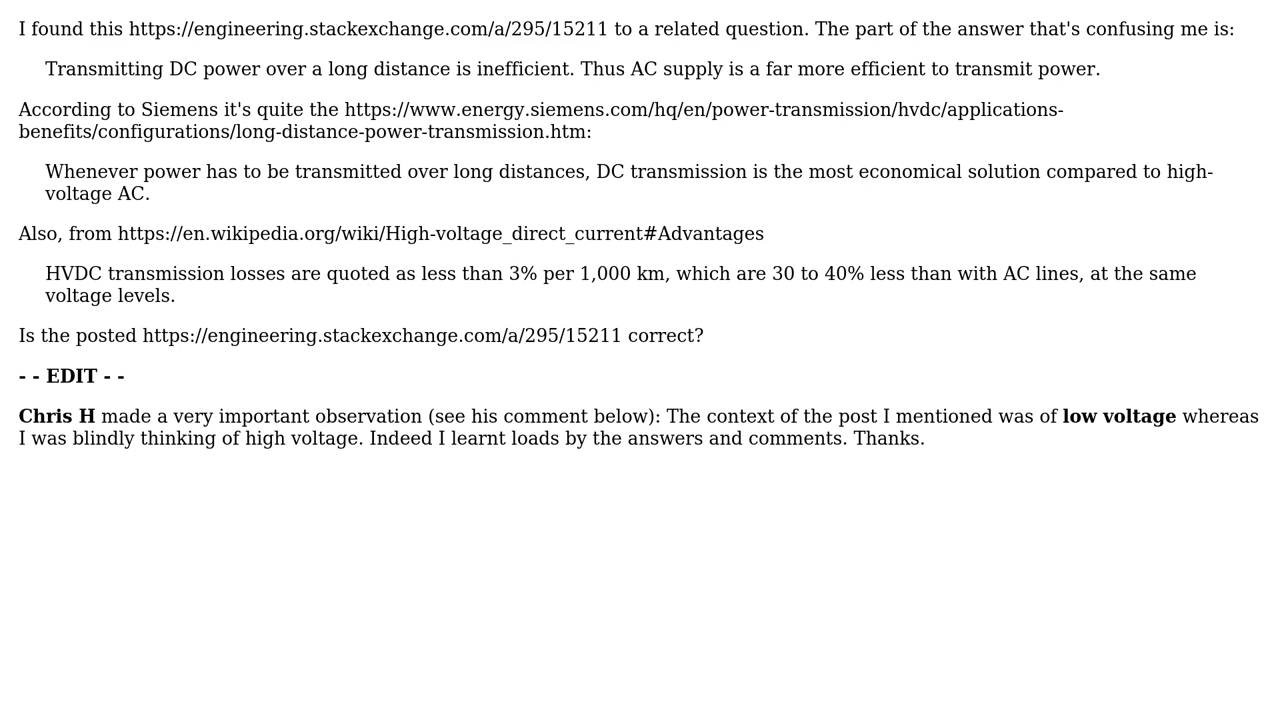 I found this https://engineering.stackexchange.com/a/295/15211 to a related question. The part of the answer that's confusing me is:
Transmitting DC power over a long distance is inefficient. Thus AC supply is a far more efficient to transmit power.
According to Siemens it's quite the https://www.energy.siemens.com/hq/en/power-transmission/hvdc/applications-
benefits/configurations/long-distance-power-transmission.htm:
Whenever power has to be transmitted over long distances, DC transmission is the most economical solution compared to high-
voltage AC.
Also, from https://en.wikipedia.org/wiki/High-voltage_direct_current#Advantages
HVDC transmission losses are quoted as less than 3% per 1,000 km, which are 30 to 40% less than with AC lines, at the same
voltage levels.
Is the posted https://engineering.stackexchange.com/a/295/15211 correct?
- - EDIT - -
Chris H made a very important observation (see his comment below): The context of the post I mentioned was of low voltage whereas
I was blindly thinking of high voltage. Indeed I learnt loads by the answers and comments. Thanks.